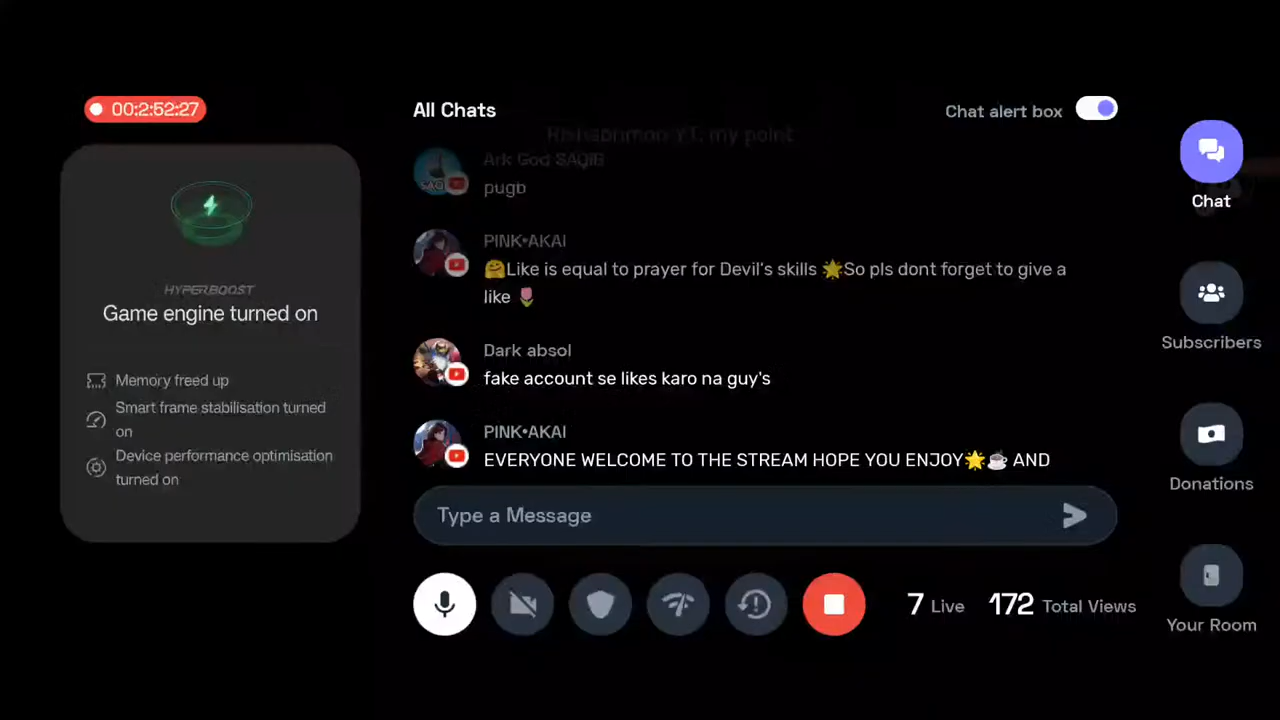 00:2:52:27
All Chats
Chat alert box
Rishabhmon YT: my point
Ark God SAQIB
pugb
HYPERBOOST
Game engine turned on
Memory freed up
Smart frame stabilisation turned
on
Device performance optimisation
turned on
PINK•AKAI
🤗Like is equal to prayer for Devil's skills 🌟So pls dont forget to give a
like 🌷
Dark absol
fake account se likes karo na guy's
PINK•AKAI
EVERYONE WELCOME TO THE STREAM HOPE YOU ENJOY🌟☕ AND
Type a Message
7 Live
172 Total Views
Chat
Subscribers
Donations
Your Room